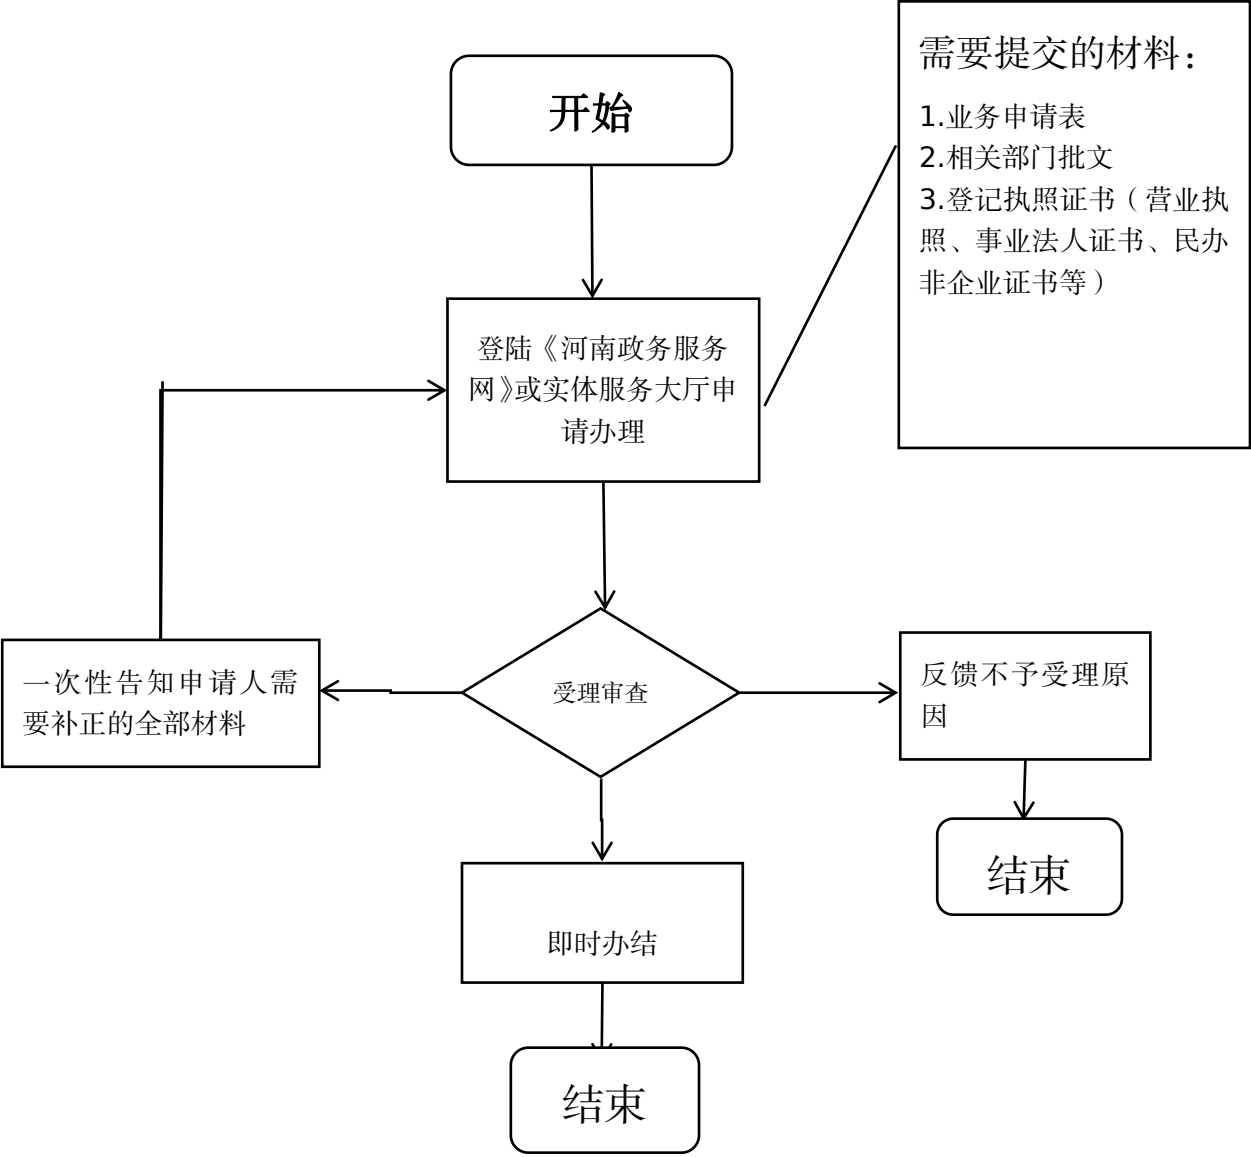 开始
需要提交的材料：
1.业务申请表
2.相关部门批文
3.登记执照证书（营业执
照、事业法人证书、民办
非企业证书等）
登陆《河南政务服务
网》或实体服务大厅申
请办理
一次性告知申请人需
要补正的全部材料
受理审查
反馈不予受理原
因
结束
即时办结
结束